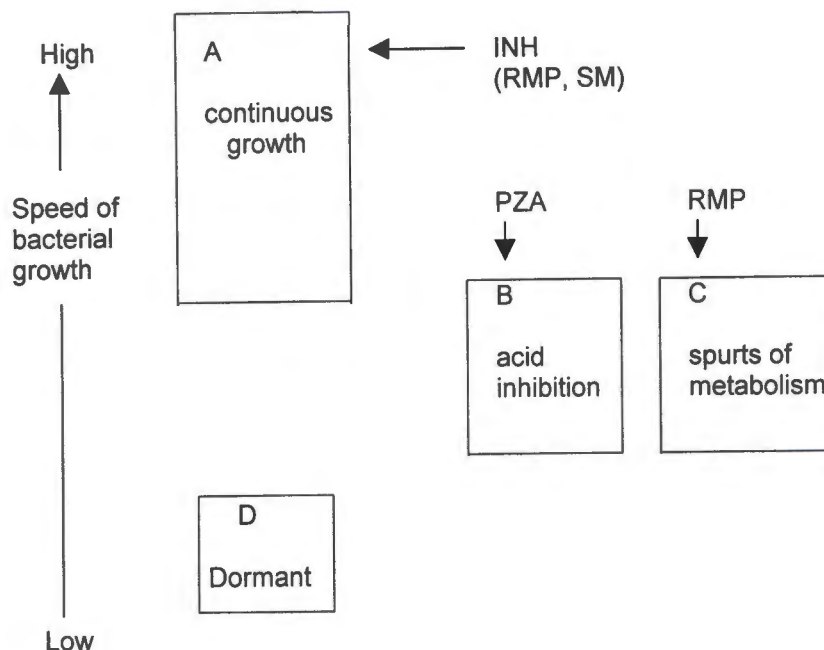 High
A
INH
(RMP, SM)
continuous
growth
Speed of
bacterial
growth
PZA
RMP
B
C
acid
inhibition
spurts of
metabolism
D
Dormant
Low